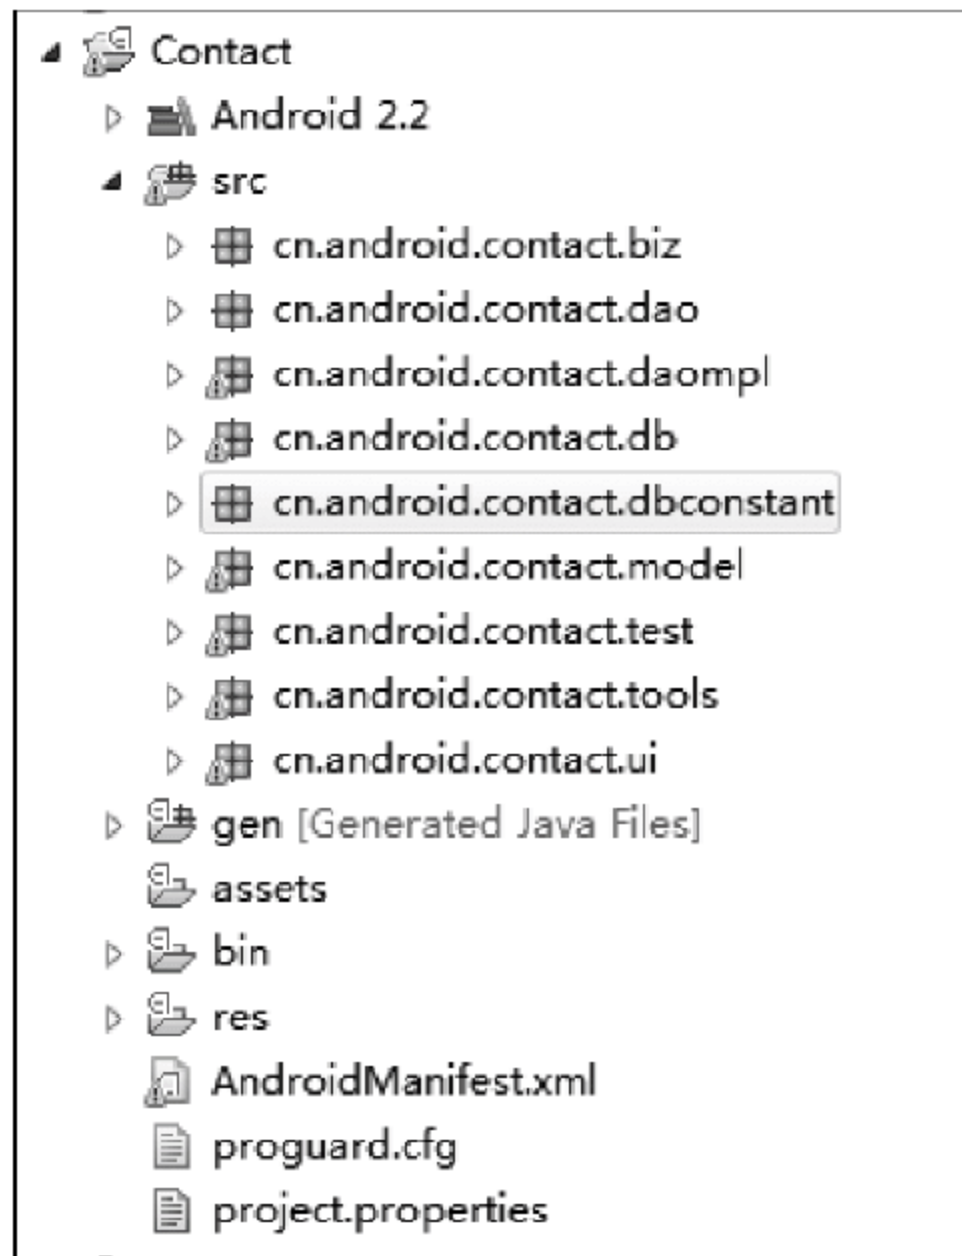 Contact
Android 2.2
src
cn.android.contact.biz
cn.android.contact.dao
cn.android.contact.daompl
cn.android.contact.db
cn.android.contact.dbconstant
cn.android.contact.model
cn.android.contact.test
cn.android.contact.tools
cn.android.contact.ui
gen [Generated Java Files]
assets
bin
res
AndroidManifest.xml
proguard.cfg
project.properties